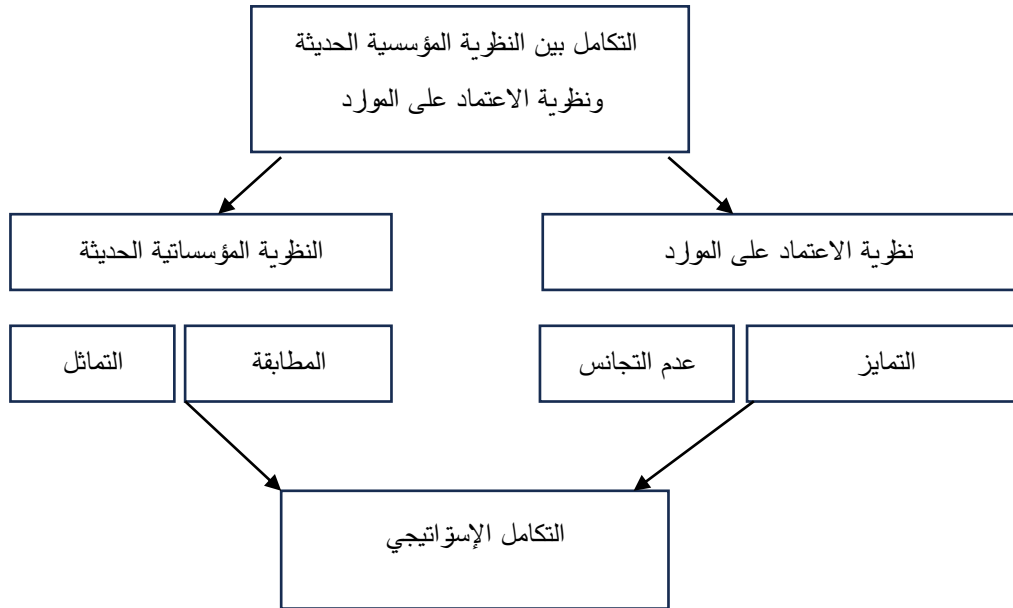 التكامل بين النظرية المؤسسية الحديثة
ونظرية الاعتماد على الموارد
نظرية الاعتماد على الموارد
النظرية المؤسساتية الحديثة
التمايز
عدم التجانس
المطابقة
التماثل
التكامل الإستراتيجي